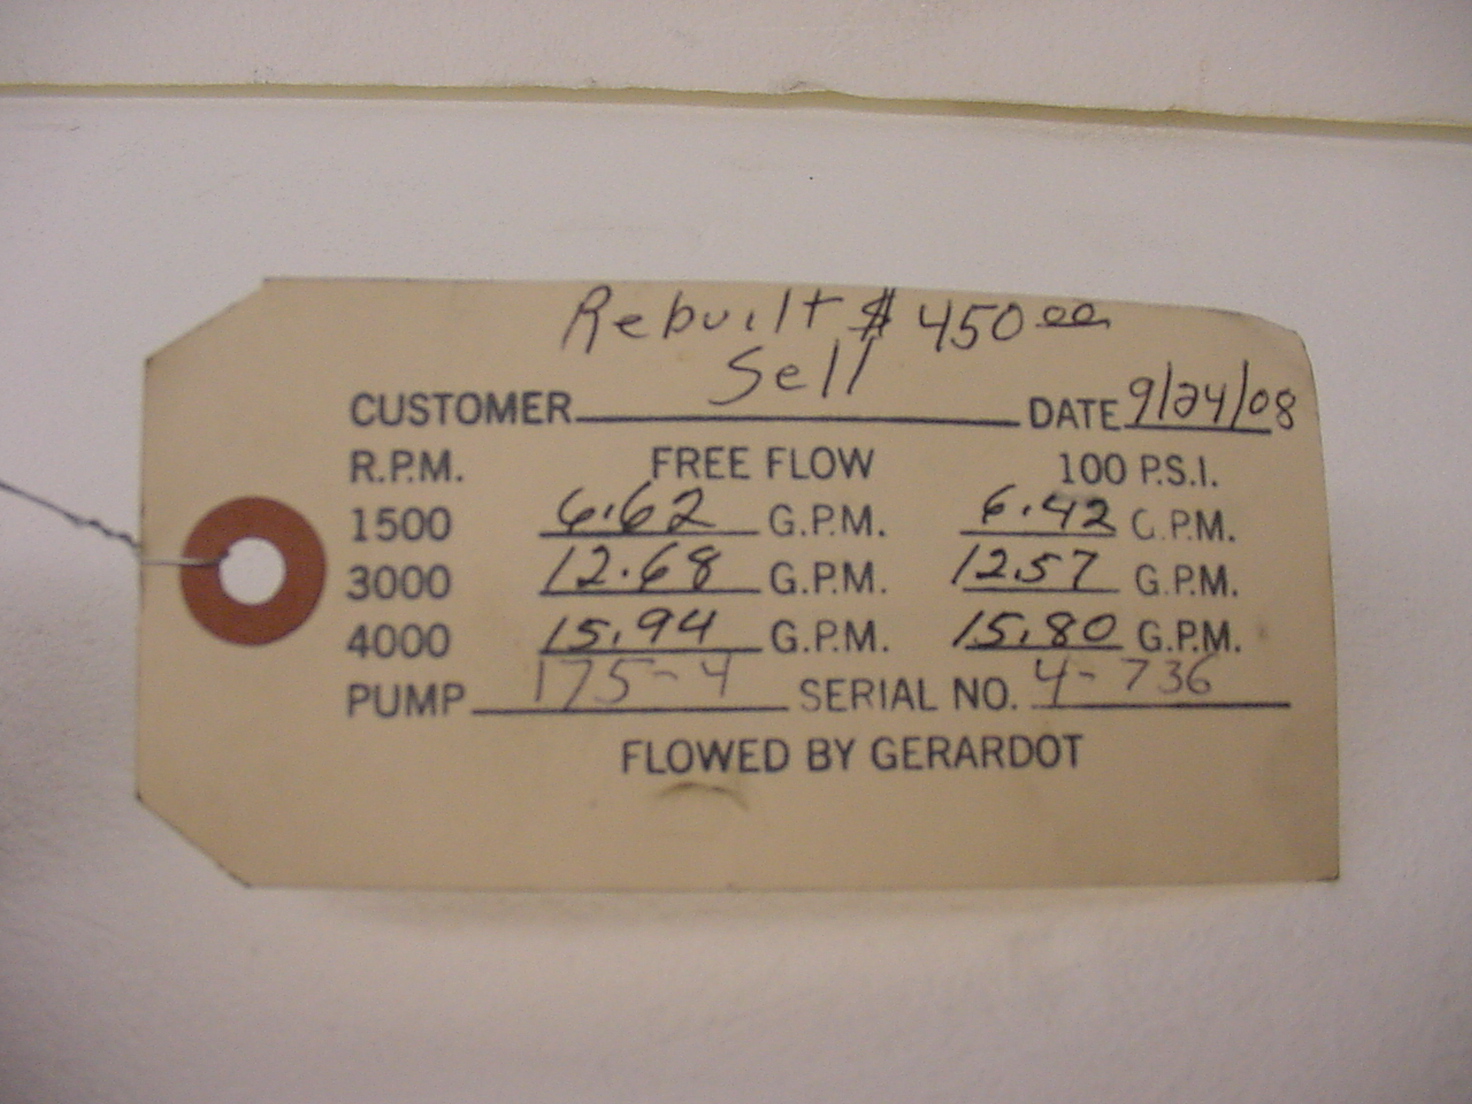 Rebuilt $ 450 00
Sell
CUSTOMER DATE 9/24/08
R.P.M. FREE FLOW 100 P.S.I.
1500 6.62 G.P.M. 6.42 G.P.M.
3000 12.68 G.P.M. 12.57 G.P.M.
4000 15.94 G.P.M. 15.80 G.P.M.
PUMP 175-4 SERIAL NO. 4-736
FLOWED BY GERARDOT